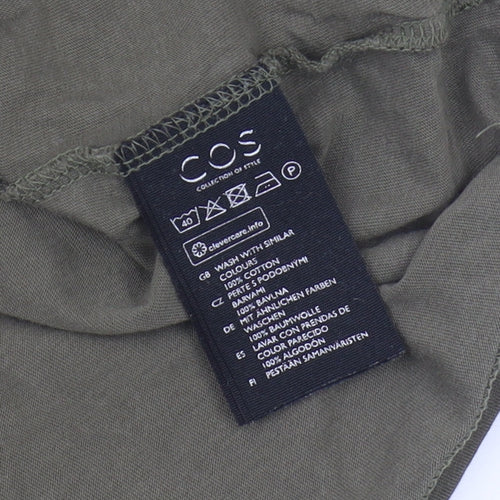 COS
COLLECTION OF STYLE
40
P
clevercare.info
GB WASH WITH SIMILAR
COLOURS
100% COTTON
CZ PERTE S PODOBNÝMI
BARVAMI
100% BAVLNA
DE MIT ÄHNLICHEN FARBEN
WASCHEN
100% BAUMWOLLE
ES LAVAR CON PRENDAS DE
COLOR PARECIDO
100% ALGODÓN
FI PESTÄÄN SAMANVÄRISTEN